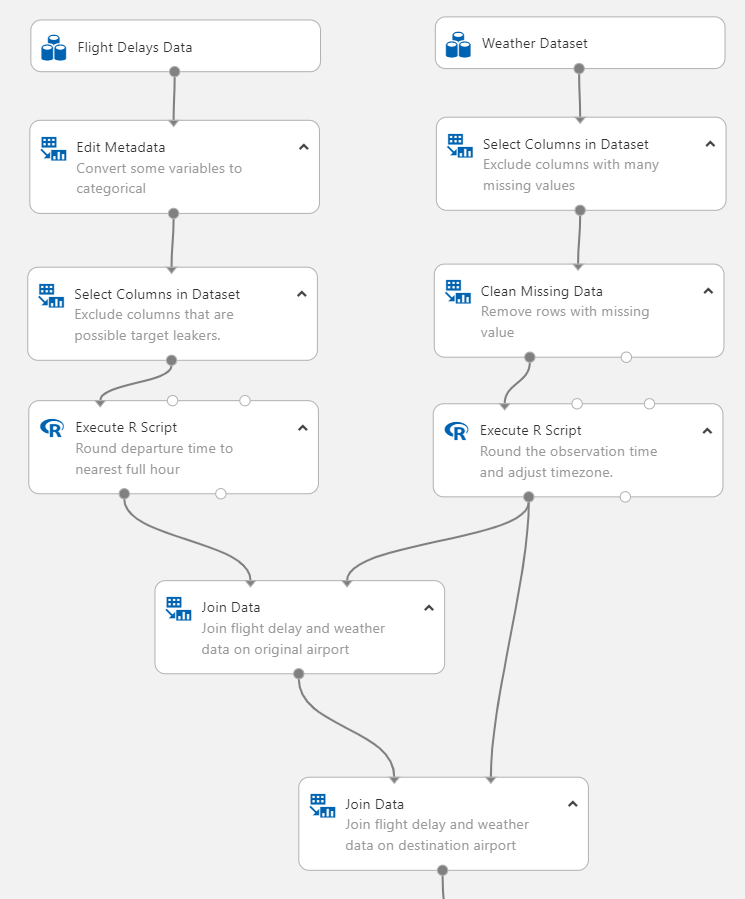 Flight Delays Data
Weather Dataset
Edit Metadata
Convert some variables to
categorical
Select Columns in Dataset
Exclude columns with many
missing values
Select Columns in Dataset
Exclude columns that are
possible target leakers.
Clean Missing Data
Remove rows with missing
value
R Execute R Script
Round departure time to
nearest full hour
R Execute R Script
Round the observation time
and adjust timezone.
Join Data
Join flight delay and weather
data on original airport
Join Data
Join flight delay and weather
data on destination airport